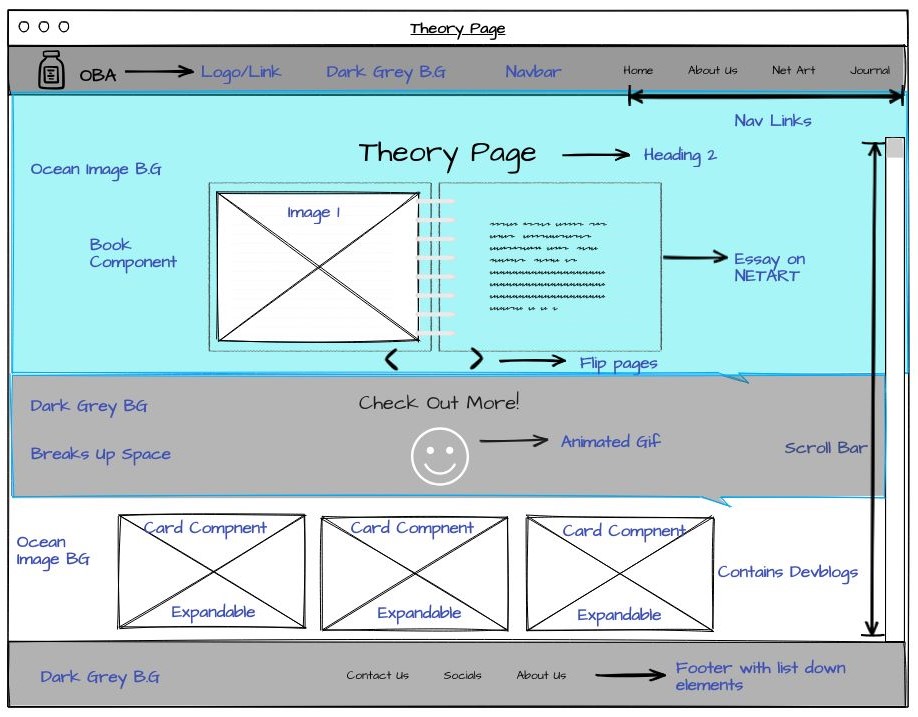 Theory Page
OBA
Logo/Link
Dark Grey B.G
Navbar
Home
About Us
Net Art
Journal
Nav Links
Theory Page
Heading 2
Ocean Image B.G
Image 1
Book
Component
Essay on
NETART
Flip pages
Dark Grey BG
Check Out More!
Breaks Up Space
Animated Gif
Scroll Bar
Ocean
Image BG
Card Compnent
Expandable
Card Compnent
Expandable
Card Compnent
Expandable
Contains Devblogs
Dark Grey B.G
Contact Us
Socials
About Us
Footer with list down
elements